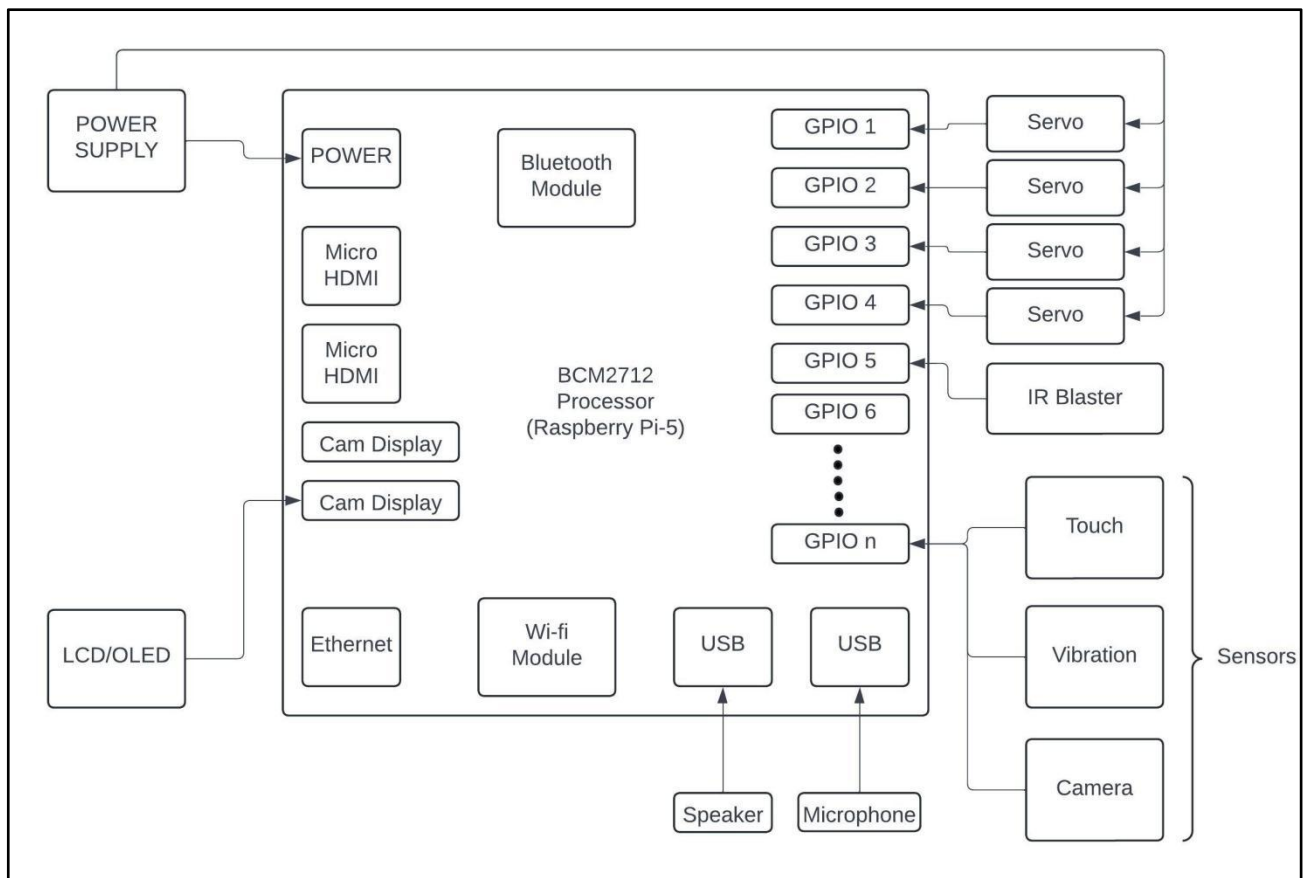 POWER
SUPPLY
POWER
Bluetooth
Module
Micro
HDMI
Micro
HDMI
Cam Display
Cam Display
BCM2712
Processor
(Raspberry Pi-5)
GPIO 1
GPIO 2
GPIO 3
GPIO 4
GPIO 5
GPIO 6
GPIO n
Servo
Servo
Servo
Servo
IR Blaster
Touch
Vibration
Camera
Sensors
LCD/OLED
Ethernet
Wi-fi
Module
USB
USB
Speaker
Microphone